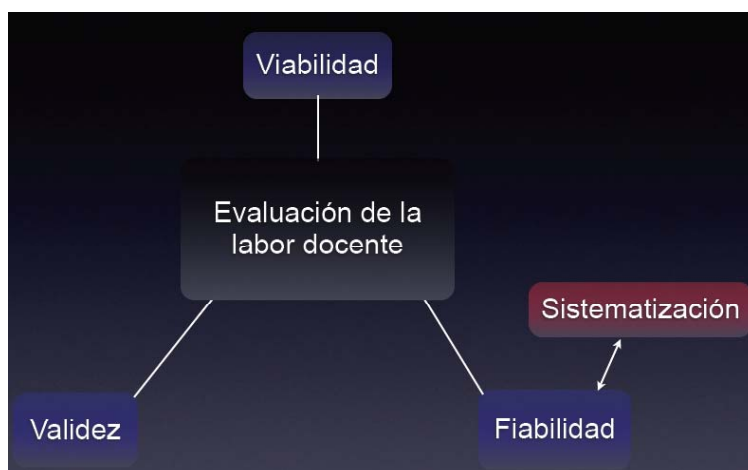 Viabilidad
Evaluación de la
labor docente
Sistematización
Validez
Fiabilidad